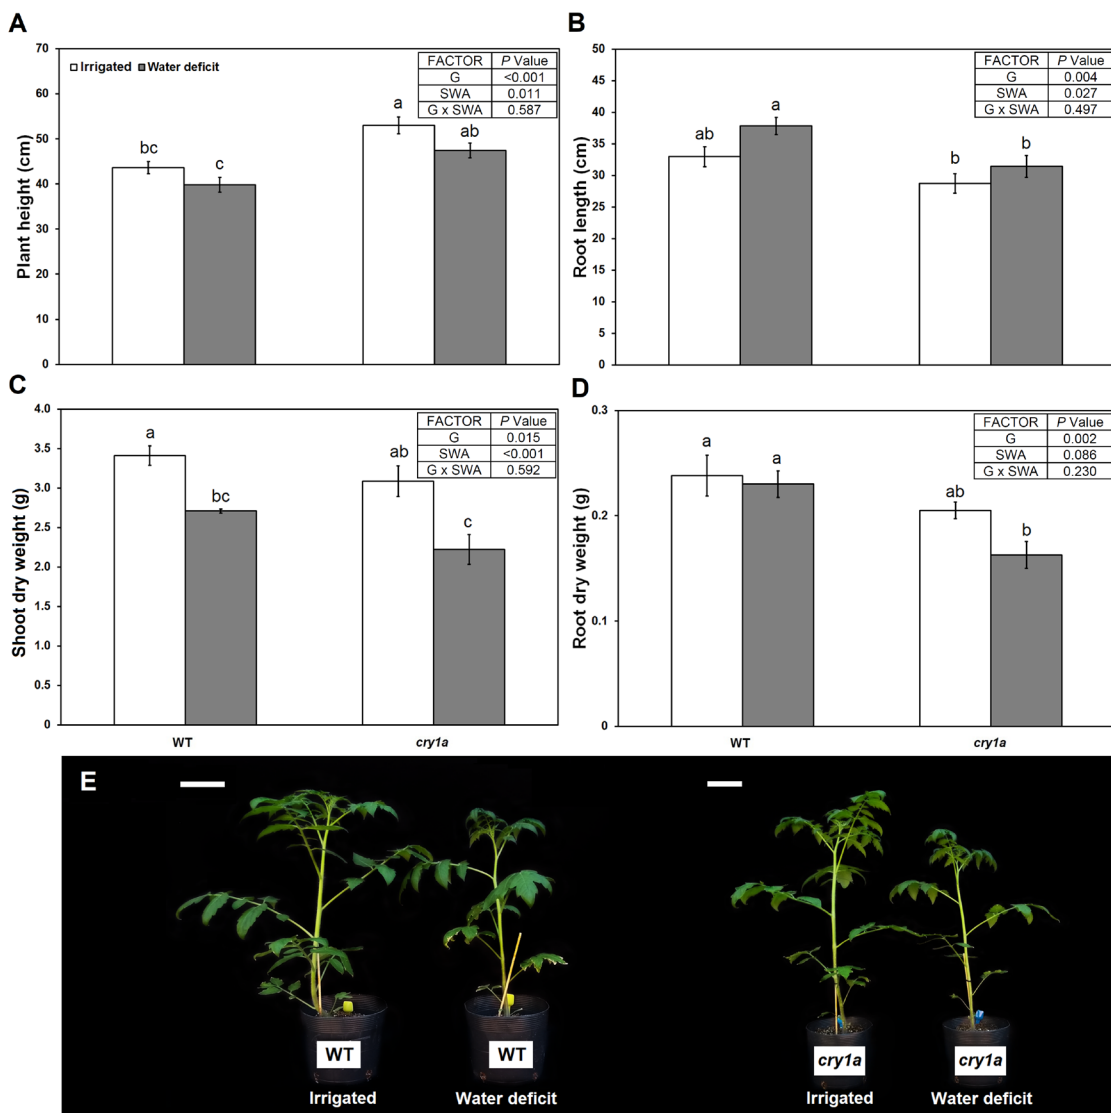 A
Plant height (cm)
70
60
50
40
30
20
10
0
Irrigated Water deficit
bc
c
a
ab
FACTOR P Value
G <0.001
SWA 0.011
G x SWA 0.587
B
Root length (cm)
50
45
40
35
30
25
20
15
10
5
0
ab
a
b
b
FACTOR P Value
G 0.004
SWA 0.027
G x SWA 0.497
C
Shoot dry weight (g)
4.0
3.5
3.0
2.5
2.0
1.5
1.0
0.5
0
a
bc
ab
c
FACTOR P Value
G 0.015
SWA <0.001
G x SWA 0.592
WT cry1a
D
Root dry weight (g)
0.3
0.2
0.1
0
a
a
ab
b
FACTOR P Value
G 0.002
SWA 0.086
G x SWA 0.230
WT cry1a
E
WT WT cry1a cry1a
Irrigated Water deficit Irrigated Water deficit